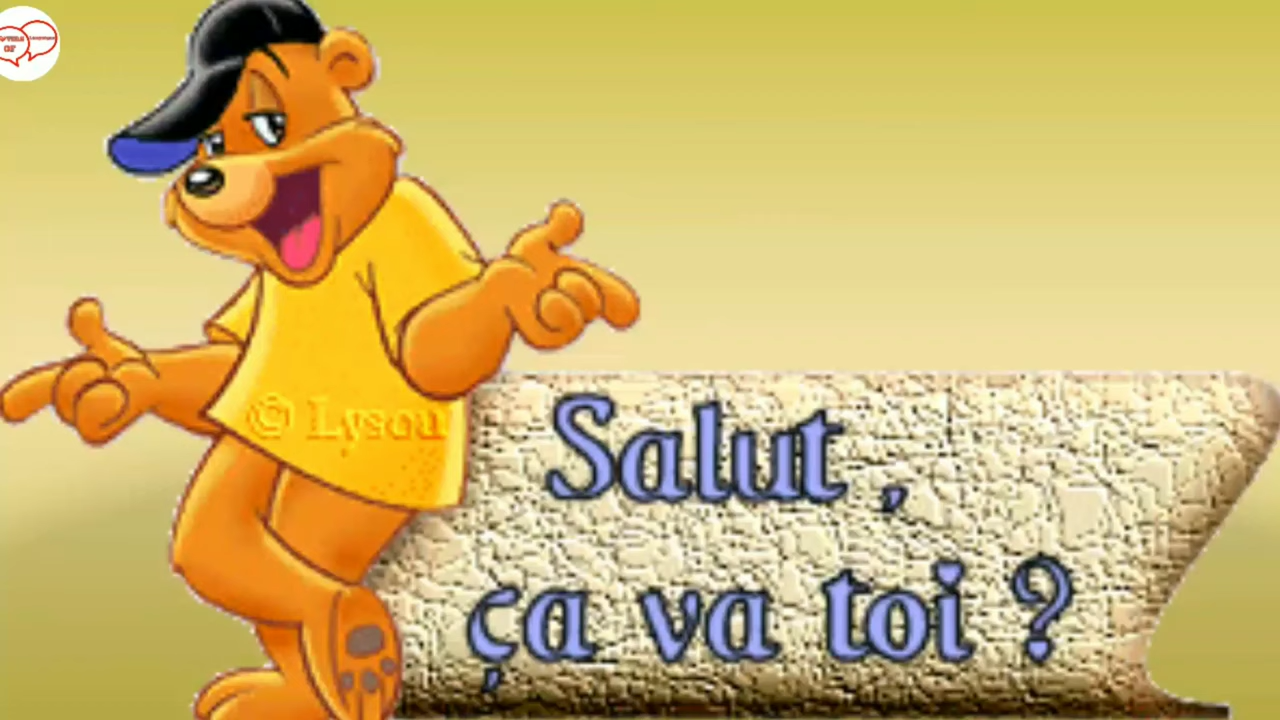 © Lysou
Salut ,
ça va toi ?